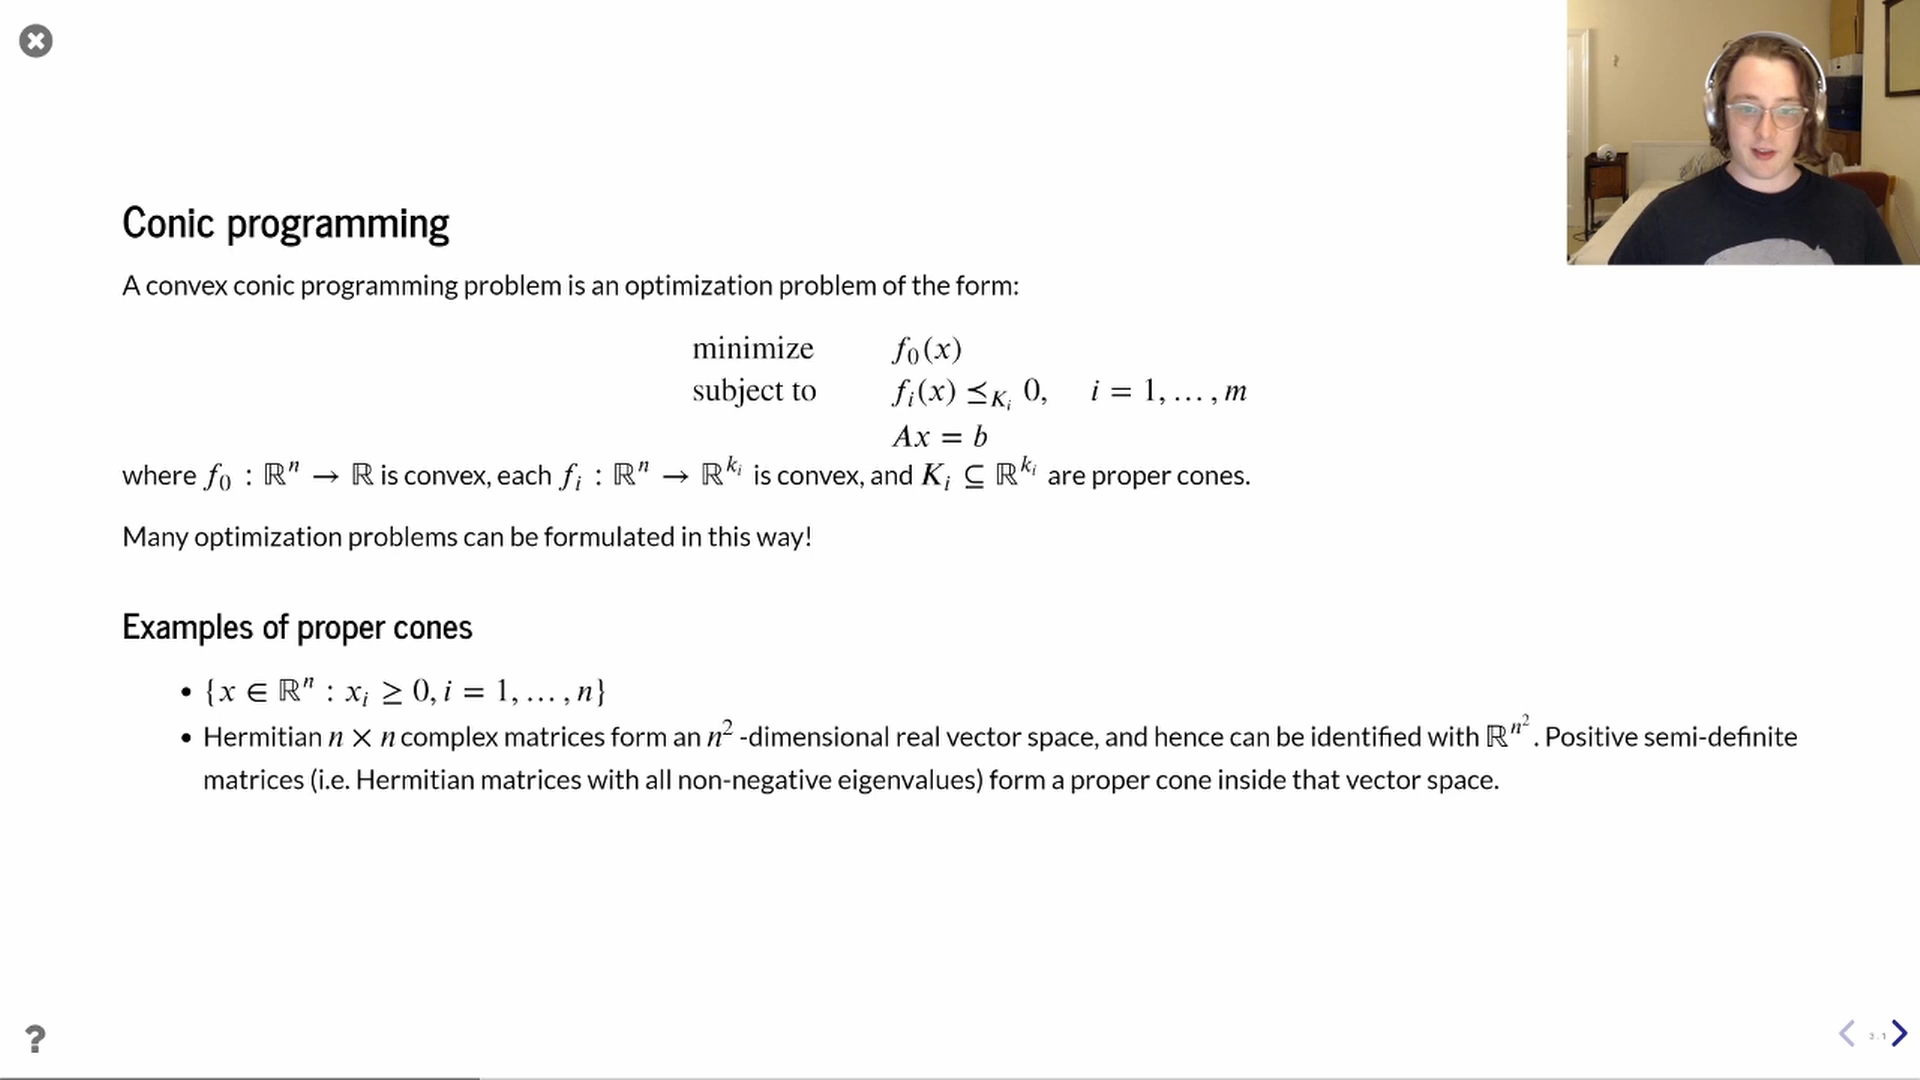 Conic programming
A convex conic programming problem is an optimization problem of the form:
minimize f₀(x)
subject to fᵢ(x) ⪯_{Kᵢ} 0, i = 1, … , m
Ax = b
where f₀ : ℝⁿ → ℝ is convex, each fᵢ : ℝⁿ → ℝ^{kᵢ} is convex, and Kᵢ ⊆ ℝ^{kᵢ} are proper cones.
Many optimization problems can be formulated in this way!
Examples of proper cones
• {x ∈ ℝⁿ : xᵢ ≥ 0, i = 1, … , n}
• Hermitian n × n complex matrices form an n² -dimensional real vector space, and hence can be identified with ℝ^{n²}. Positive semi-definite
matrices (i.e. Hermitian matrices with all non-negative eigenvalues) form a proper cone inside that vector space.
?
3.1